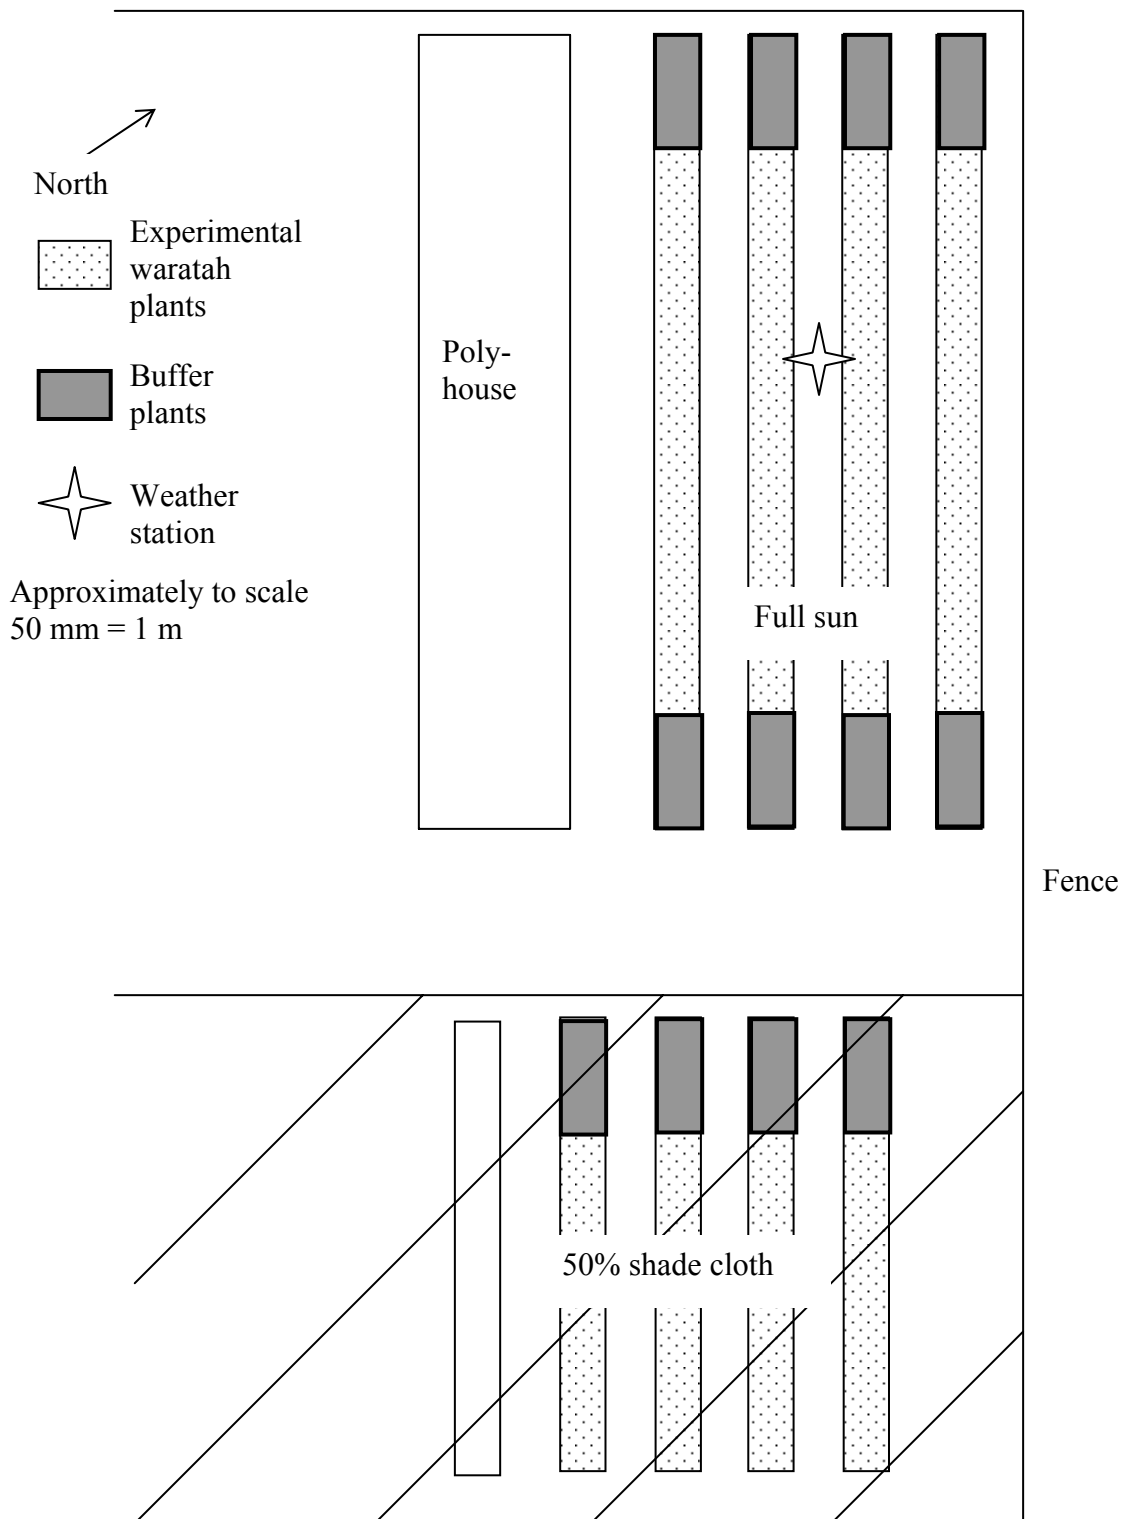 North
Experimental
waratah
plants
Buffer
plants
Weather
station
Approximately to scale
50 mm = 1 m
Poly-
house
Full sun
Fence
50% shade cloth